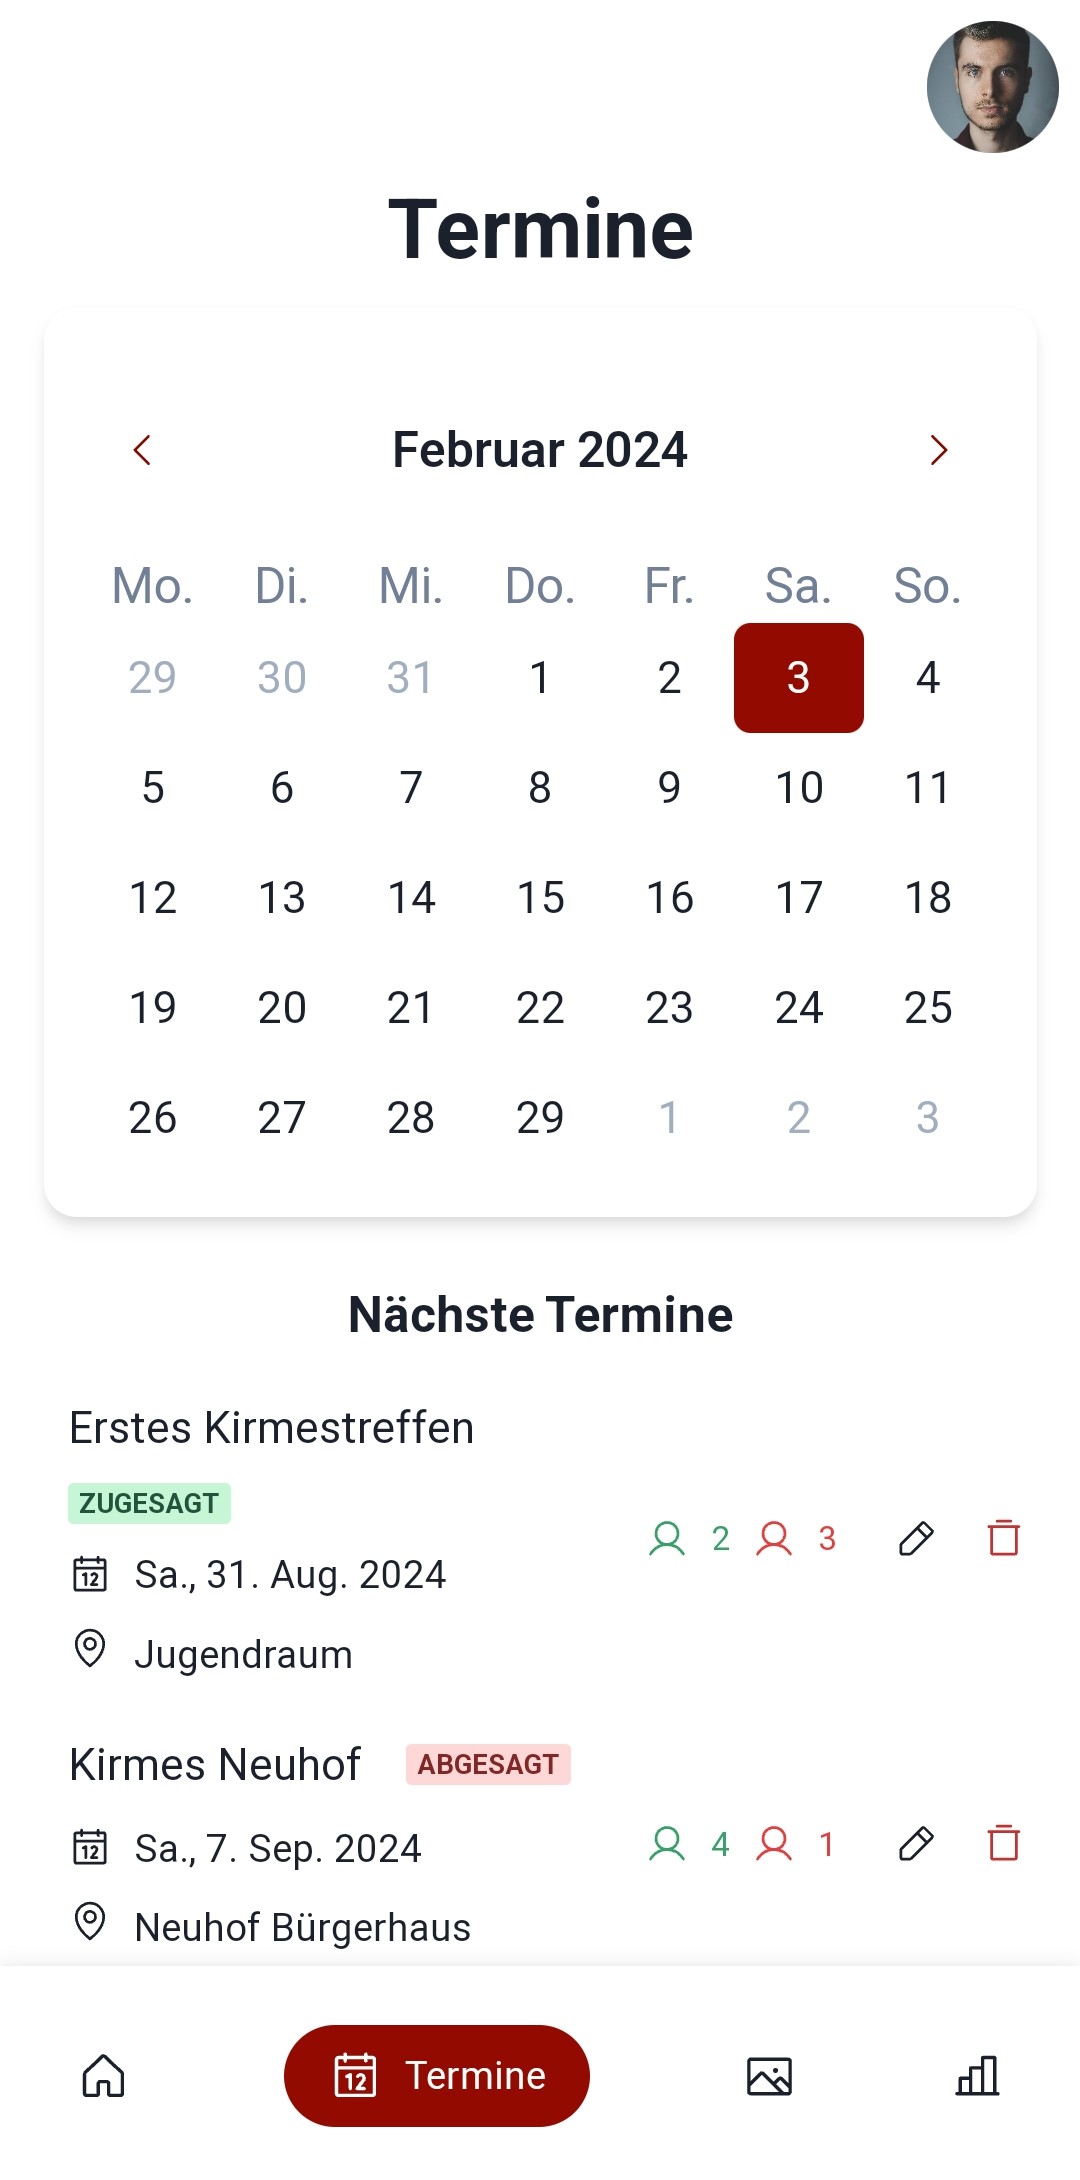 Termine
Februar 2024
Mo. Di. Mi. Do. Fr. Sa. So.
29 30 31 1 2 3 4
5 6 7 8 9 10 11
12 13 14 15 16 17 18
19 20 21 22 23 24 25
26 27 28 29 1 2 3
Nächste Termine
Erstes Kirmestreffen
ZUGESAGT
2 3
12 Sa., 31. Aug. 2024
Jugendraum
Kirmes Neuhof ABGESAGT
12 Sa., 7. Sep. 2024 4 1
Neuhof Bürgerhaus
12 Termine